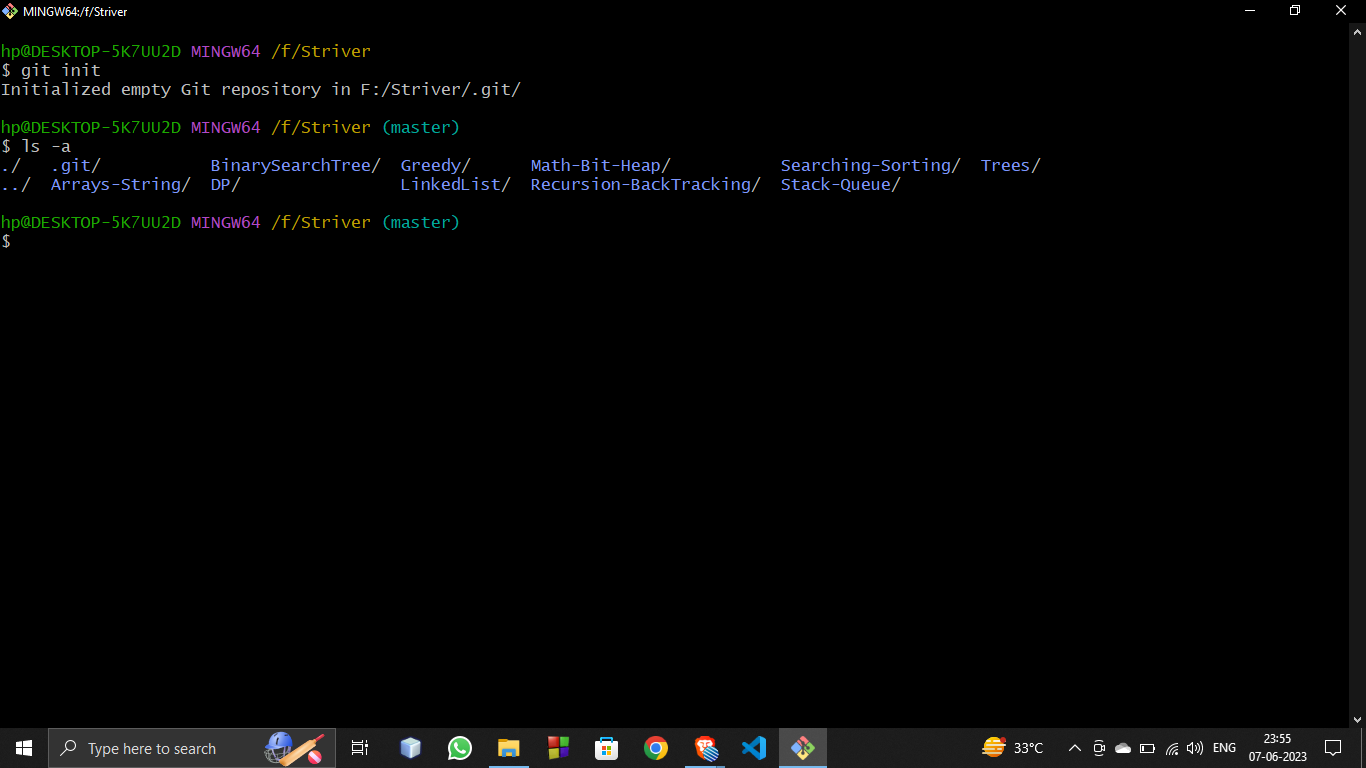 MINGW64:/f/Striver
hp@DESKTOP-5K7UU2D MINGW64 /f/Striver
$ git init
Initialized empty Git repository in F:/Striver/.git/
hp@DESKTOP-5K7UU2D MINGW64 /f/Striver (master)
$ ls -a
./   .git/           BinarySearchTree/  Greedy/      Math-Bit-Heap/           Searching-Sorting/  Trees/
../  Arrays-String/  DP/                LinkedList/  Recursion-BackTracking/  Stack-Queue/
hp@DESKTOP-5K7UU2D MINGW64 /f/Striver (master)
$
Type here to search
33°C
ENG
23:55
07-06-2023